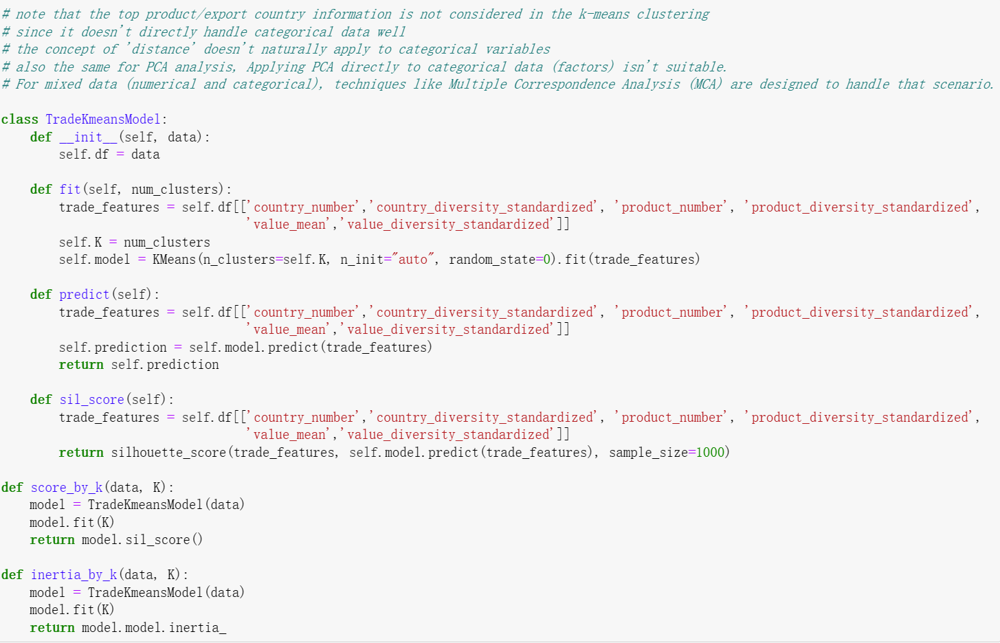 # note that the top product/export country information is not considered in the k-means clustering
# since it doesn't directly handle categorical data well
# the concept of 'distance' doesn't naturally apply to categorical variables
# also the same for PCA analysis, Applying PCA directly to categorical data (factors) isn't suitable.
# For mixed data (numerical and categorical), techniques like Multiple Correspondence Analysis (MCA) are designed to handle that scenario.

class TradeKmeansModel:
    def __init__(self, data):
        self.df = data

    def fit(self, num_clusters):
        trade_features = self.df[['country_number','country_diversity_standardized', 'product_number', 'product_diversity_standardized',
                                  'value_mean','value_diversity_standardized']]
        self.K = num_clusters
        self.model = KMeans(n_clusters=self.K, n_init="auto", random_state=0).fit(trade_features)

    def predict(self):
        trade_features = self.df[['country_number','country_diversity_standardized', 'product_number', 'product_diversity_standardized',
                                  'value_mean','value_diversity_standardized']]
        self.prediction = self.model.predict(trade_features)
        return self.prediction

    def sil_score(self):
        trade_features = self.df[['country_number','country_diversity_standardized', 'product_number', 'product_diversity_standardized',
                                  'value_mean','value_diversity_standardized']]
        return silhouette_score(trade_features, self.model.predict(trade_features), sample_size=1000)

def score_by_k(data, K):
    model = TradeKmeansModel(data)
    model.fit(K)
    return model.sil_score()

def inertia_by_k(data, K):
    model = TradeKmeansModel(data)
    model.fit(K)
    return model.model.inertia_